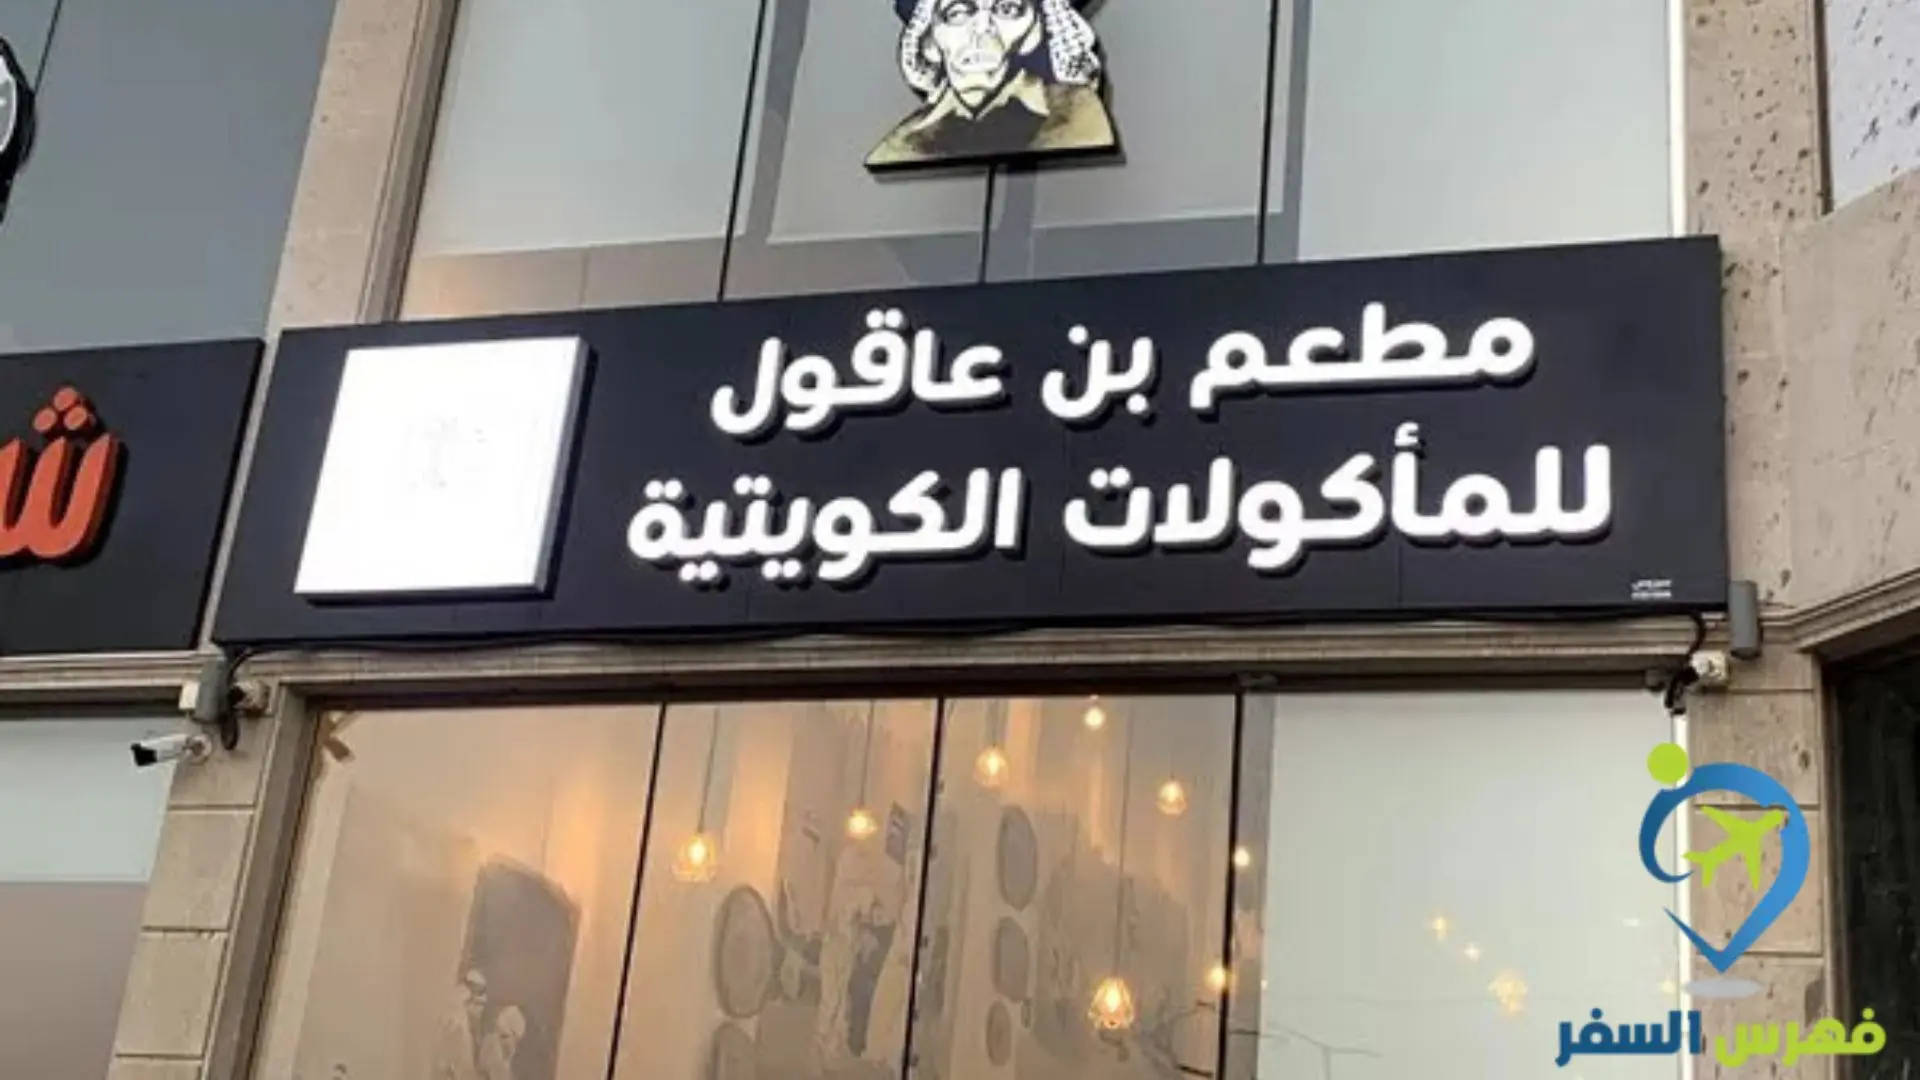 مطعم بن عاقول
للمأكولات الكويتية
فهرس السفر